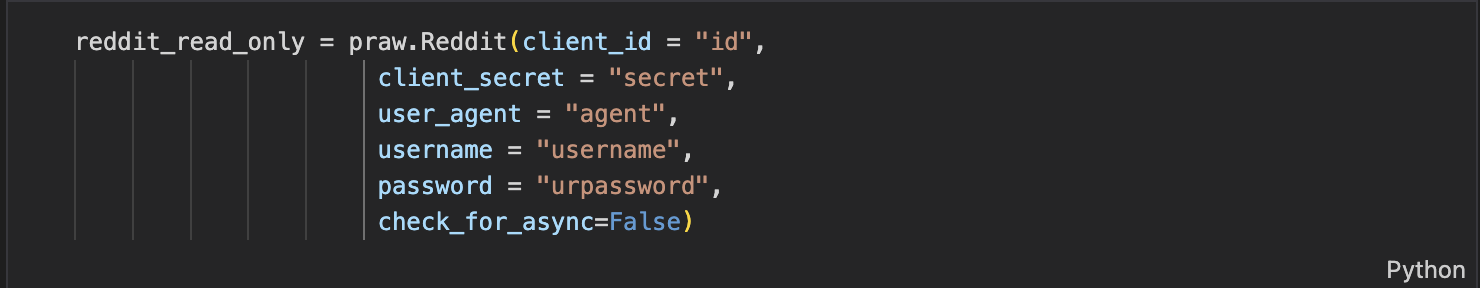 reddit_read_only = praw.Reddit(client_id = "id",
client_secret = "secret",
user_agent = "agent",
username = "username",
password = "urpassword",
check_for_async=False)
Python